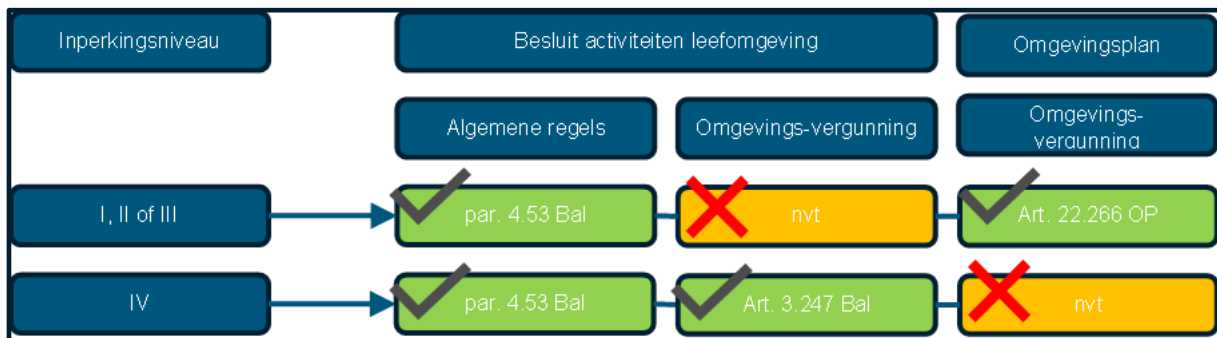 Inperkingsniveau
Besluit activiteiten leefomgeving
Omgevingsplan
Algemene regels
Omgevings-vergunning
Omgevings-
vergunning
I, II of III
par. 4.53 Bal
nvt
Art. 22.266 OP
IV
par. 4.53 Bal
Art. 3.247 Bal
nvt